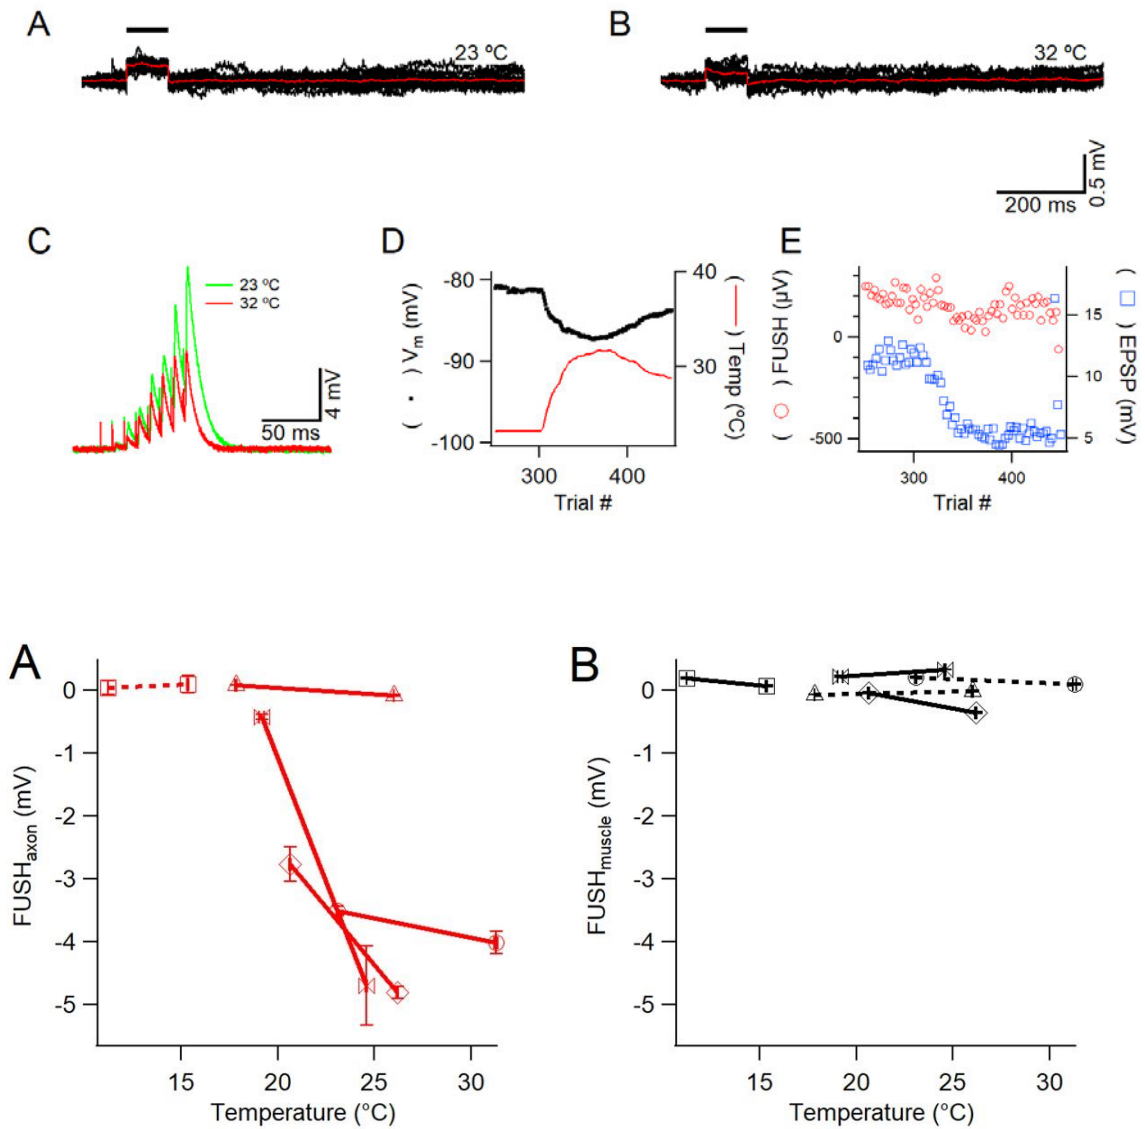 A
23 ºC
B
32 ºC
0.5 mV
200 ms
C
23 ºC
32 ºC
4 mV
50 ms
D
-80
-90
-100
( • ) Vm (mV)
40
30
( — ) Temp (ºC)
300
400
Trial #
E
0
-500
( ○ ) FUSH (µV)
15
10
5
( □ ) EPSP (mV)
300
400
Trial #
A
0
-1
-2
-3
-4
-5
FUSHaxon (mV)
15
20
25
30
Temperature (°C)
B
0
-1
-2
-3
-4
-5
FUSHmuscle (mV)
15
20
25
30
Temperature (°C)